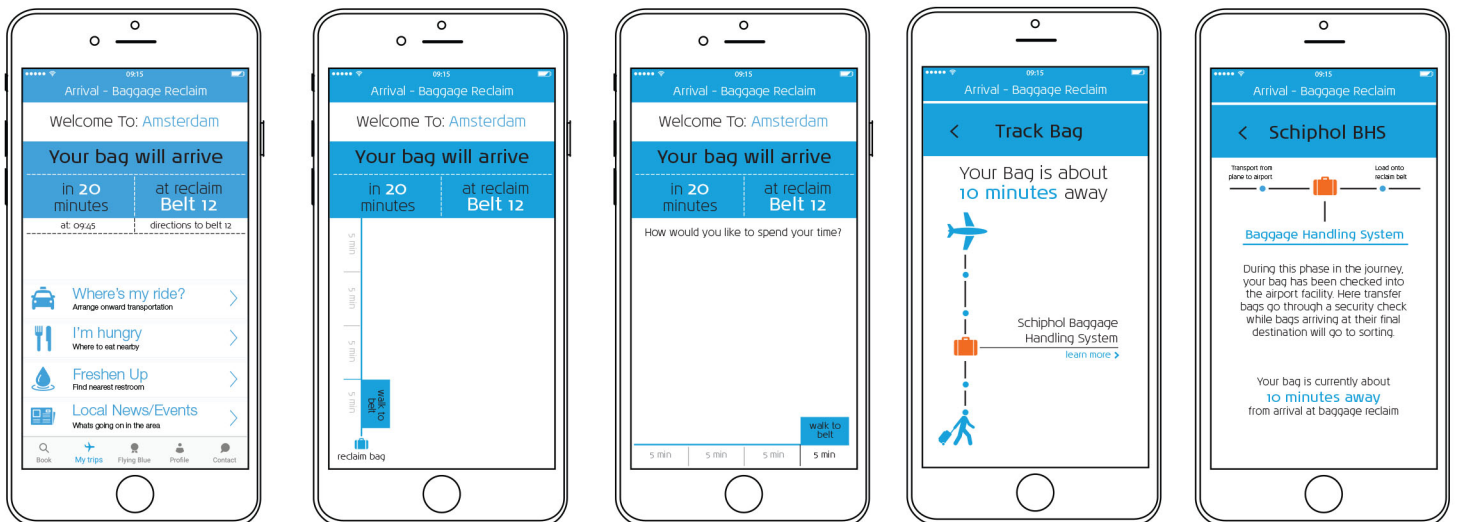 09:15
Arrival - Baggage Reclaim
Welcome To: Amsterdam
Your bag will arrive
in 20
minutes
at reclaim
Belt 12
at: 09:45
directions to belt 12
Where's my ride?
Arrange onward transportation
I'm hungry
Where to eat nearby
Freshen Up
Find nearest restroom
Local News/Events
Whats going on in the area
Book
My trips
Flying Blue
Profile
Contact
09:15
Arrival - Baggage Reclaim
Welcome To: Amsterdam
Your bag will arrive
in 20
minutes
at reclaim
Belt 12
5 min
5 min
5 min
5 min
walk to
belt
reclaim bag
09:15
Arrival - Baggage Reclaim
Welcome To: Amsterdam
Your bag will arrive
in 20
minutes
at reclaim
Belt 12
How would you like to spend your time?
walk to
belt
5 min
5 min
5 min
5 min
09:15
Arrival - Baggage Reclaim
< Track Bag
Your Bag is about
10 minutes away
Schiphol Baggage
Handling System
learn more >
09:15
Arrival - Baggage Reclaim
< Schiphol BHS
Transport from
plane to airport
Load onto
reclaim belt
Baggage Handling System
During this phase in the journey,
your bag has been checked into
the airport facility. Here transfer
bags go through a security check
while bags arriving at their final
destination will go to sorting.
Your bag is currently about
10 minutes away
from arrival at baggage reclaim